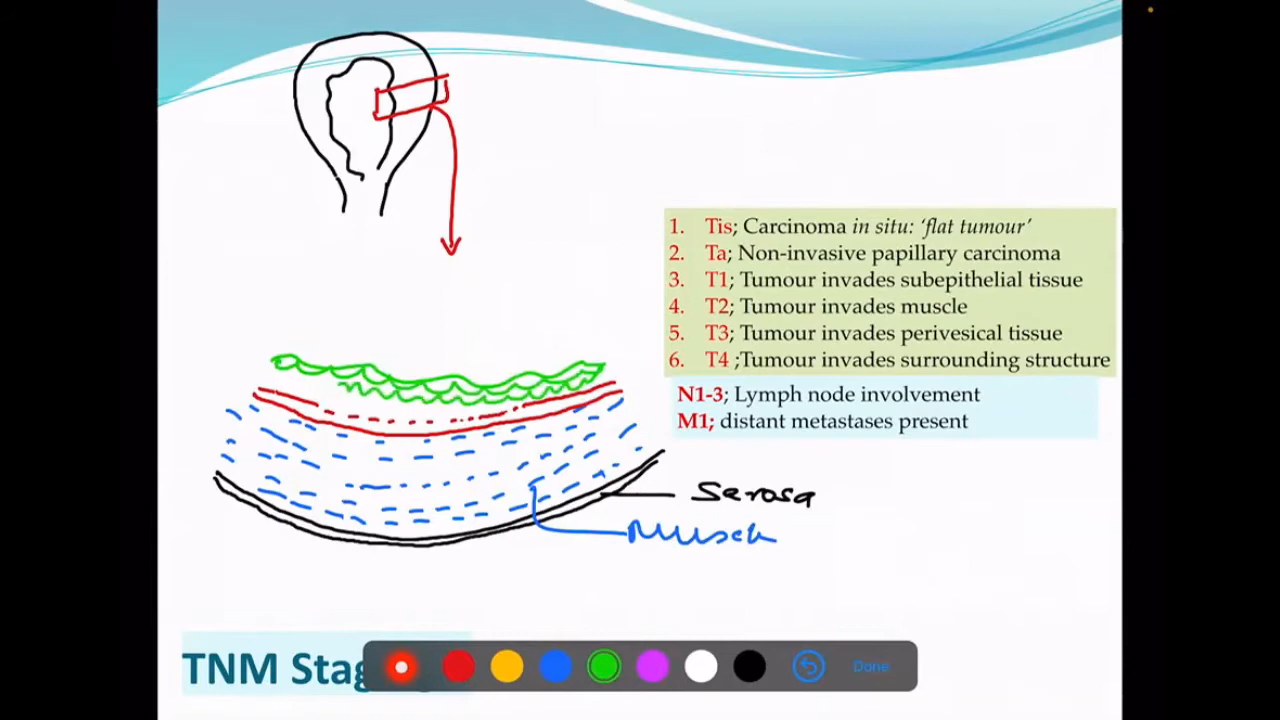 1. Tis; Carcinoma in situ: ‘flat tumour’
2. Ta; Non-invasive papillary carcinoma
3. T1; Tumour invades subepithelial tissue
4. T2; Tumour invades muscle
5. T3; Tumour invades perivesical tissue
6. T4 ;Tumour invades surrounding structure
N1-3; Lymph node involvement
M1; distant metastases present
Serosa
Muscle
TNM Stag
Done